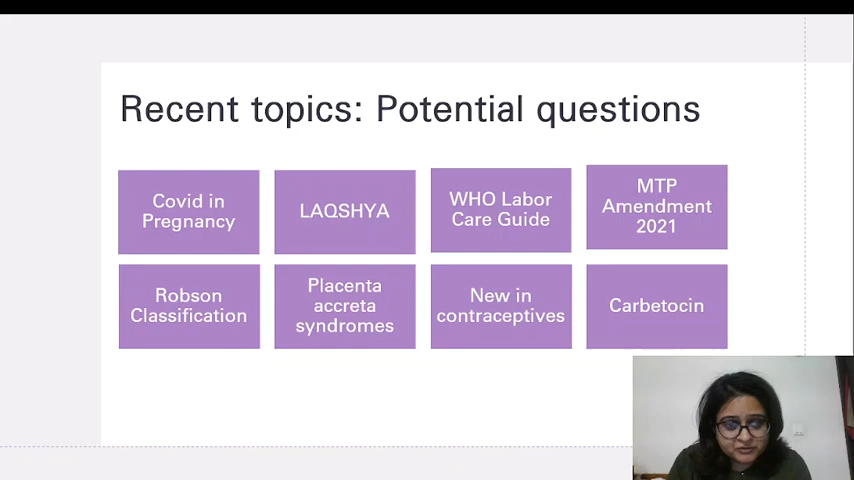 Recent topics: Potential questions
Covid in
Pregnancy
LAQSHYA
WHO Labor
Care Guide
MTP
Amendment
2021
Robson
Classification
Placenta
accreta
syndromes
New in
contraceptives
Carbetocin